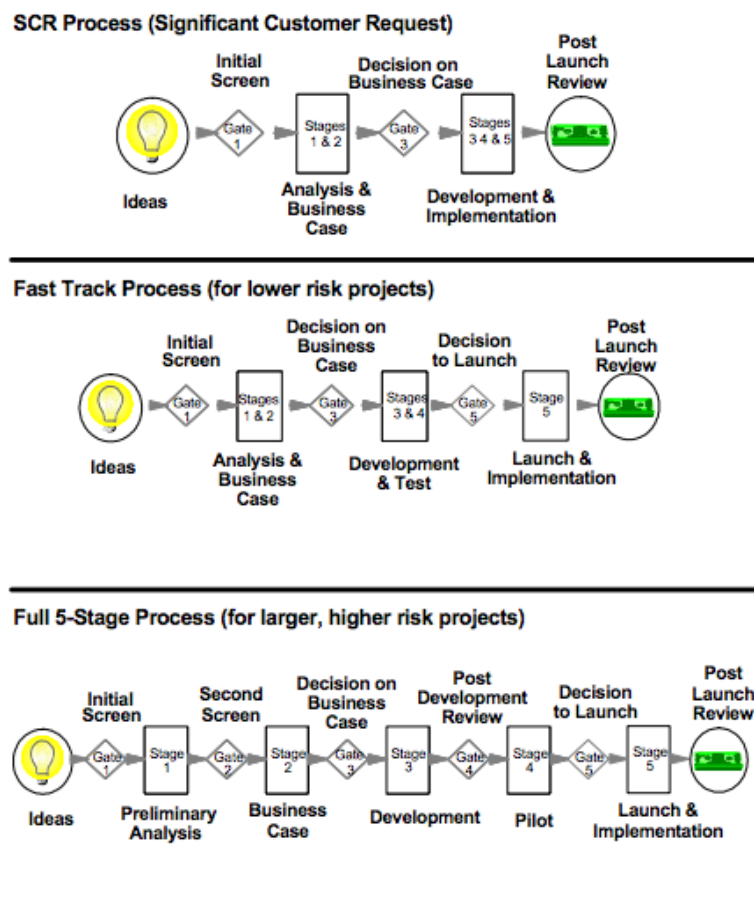 SCR Process (Significant Customer Request)
Initial
Screen
Decision on
Business Case
Post
Launch
Review
Gate
1
Stages
1 & 2
Gate
3
Stages
3 4 & 5
Ideas
Analysis &
Business
Case
Development &
Implementation
Fast Track Process (for lower risk projects)
Initial
Screen
Decision on
Business
Case
Decision
to Launch
Post
Launch
Review
Gate
1
Stages
1 & 2
Gate
3
Stages
3 & 4
Gate
5
Stage
5
Ideas
Analysis &
Business
Case
Development
& Test
Launch &
Implementation
Full 5-Stage Process (for larger, higher risk projects)
Initial
Screen
Second
Screen
Decision on
Business
Case
Post
Development
Review
Decision
to Launch
Post
Launch
Review
Gate
1
Stage
1
Gate
2
Stage
2
Gate
3
Stage
3
Gate
4
Stage
4
Gate
5
Stage
5
Ideas
Preliminary
Analysis
Business
Case
Development
Pilot
Launch &
Implementation